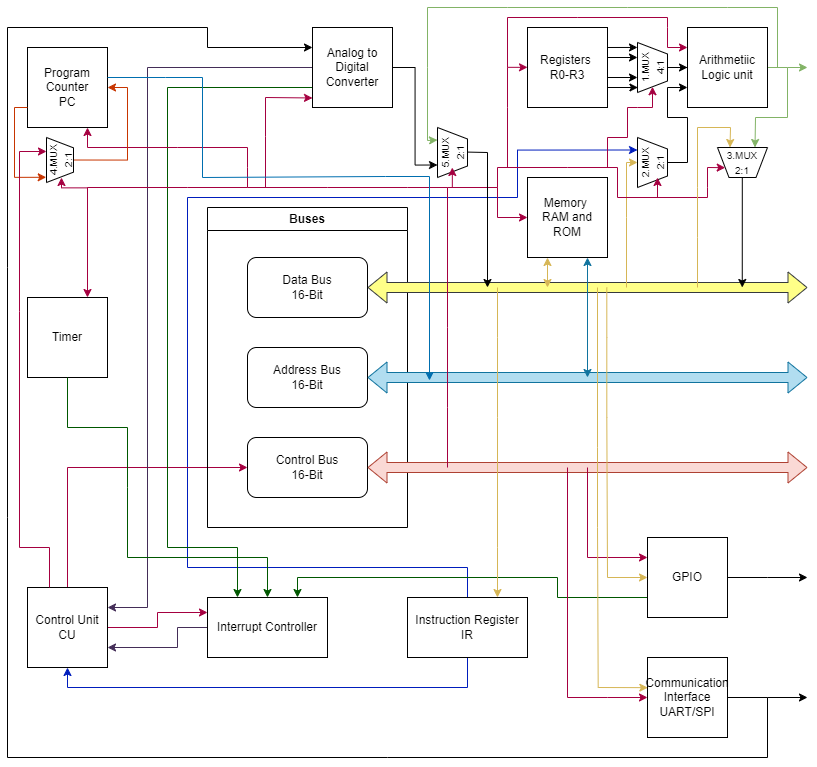 Program
Counter
PC
Analog to
Digital
Converter
Registers
R0-R3
1.MUX
4:1
Arithmetiic
Logic unit
4.MUX
2:1
5.MUX
2:1
2.MUX
2:1
3.MUX
2:1
Memory
RAM and
ROM
Buses
Data Bus
16-Bit
Timer
Address Bus
16-Bit
Control Bus
16-Bit
GPIO
Control Unit
CU
Interrupt Controller
Instruction Register
IR
Communication
Interface
UART/SPI